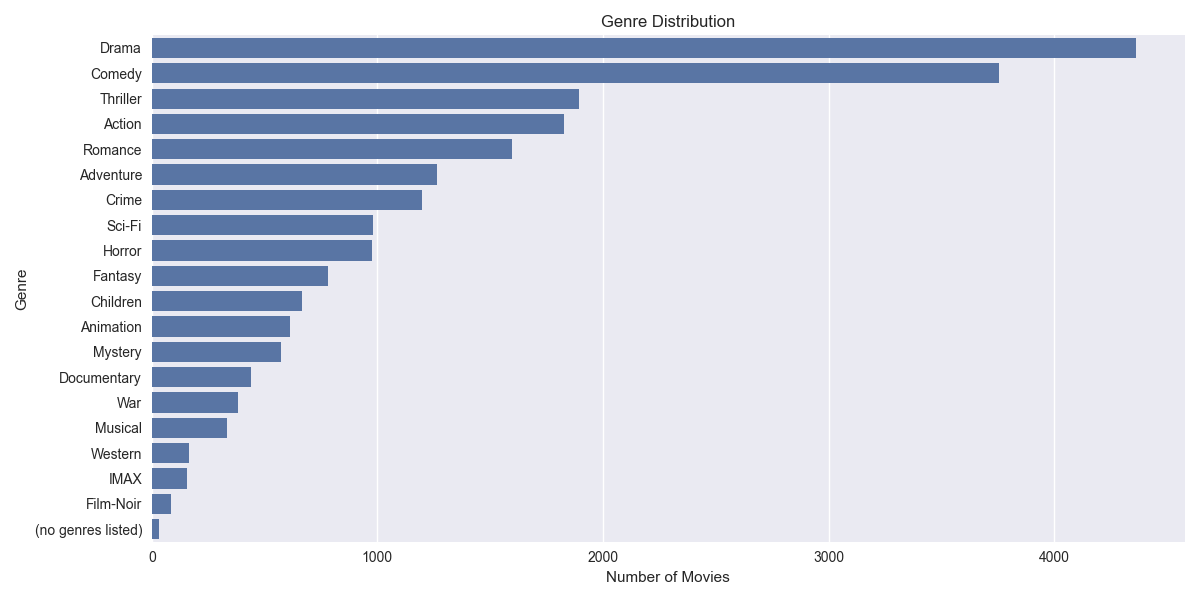 Genre Distribution
Genre
Drama
Comedy
Thriller
Action
Romance
Adventure
Crime
Sci-Fi
Horror
Fantasy
Children
Animation
Mystery
Documentary
War
Musical
Western
IMAX
Film-Noir
(no genres listed)
0 1000 2000 3000 4000
Number of Movies